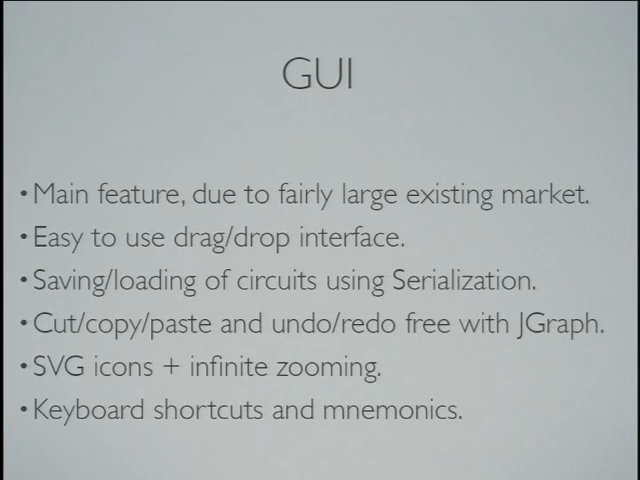 GUI
• Main feature, due to fairly large existing market.
• Easy to use drag/drop interface.
• Saving/loading of circuits using Serialization.
• Cut/copy/paste and undo/redo free with JGraph.
• SVG icons + infinite zooming.
• Keyboard shortcuts and mnemonics.